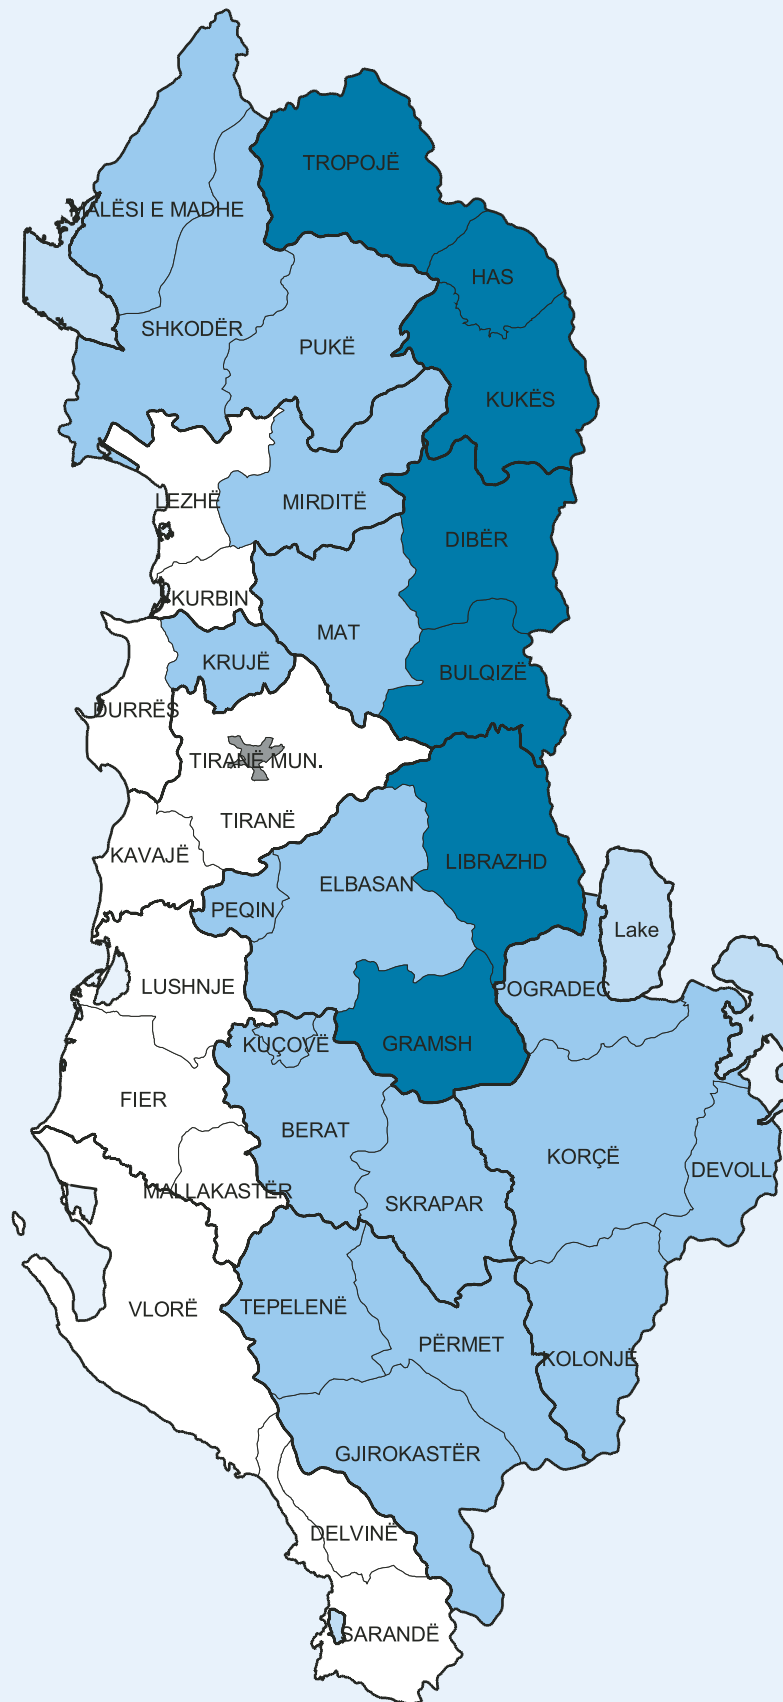 TROPOJË
MALËSI E MADHE
HAS
SHKODËR
PUKË
KUKËS
LEZHË
MIRDITË
DIBËR
KURBIN
MAT
KRUJË
BULQIZË
DURRËS
TIRANË MUN.
TIRANË
KAVAJË
LIBRAZHD
ELBASAN
PEQIN
Lake
LUSHNJE
POGRADEC
KUÇOVË
GRAMSH
FIER
BERAT
KORÇË
DEVOLL
MALLAKASTËR
SKRAPAR
VLORË
TEPELENË
PËRMET
KOLONJË
GJIROKASTËR
DELVINË
SARANDË